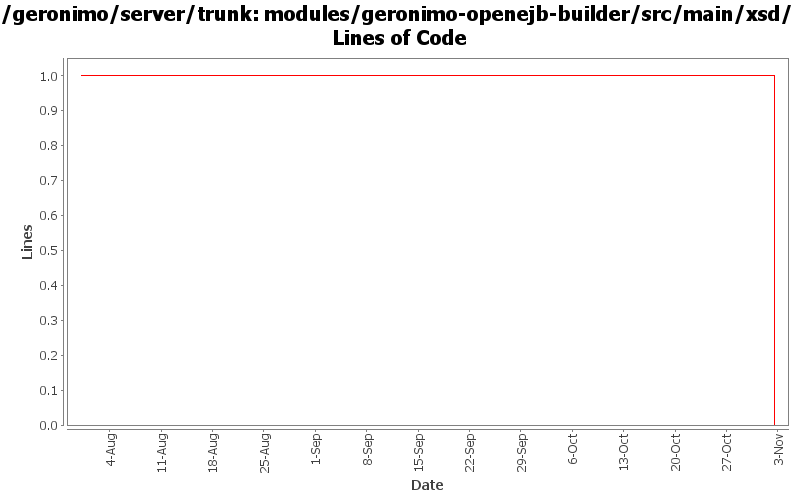 /geronimo/server/trunk: modules/geronimo-openejb-builder/src/main/xsd/
Lines of Code
1.0
0.9
0.8
0.7
0.6
0.5
0.4
0.3
0.2
0.1
0.0
Lines
4-Aug
11-Aug
18-Aug
25-Aug
1-Sep
8-Sep
15-Sep
22-Sep
29-Sep
6-Oct
13-Oct
20-Oct
27-Oct
3-Nov
Date